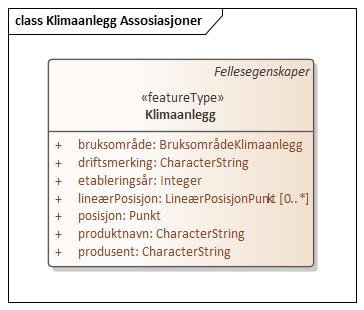 class Klimaanlegg Assosiasjoner
Fellesegenskaper
«featureType»
Klimaanlegg
+ bruksområde: BruksområdeKlimaanlegg
+ driftsmerking: CharacterString
+ etableringsår: Integer
+ lineærPosisjon: LineærPosisjonPunkt [0..*]
+ posisjon: Punkt
+ produktnavn: CharacterString
+ produsent: CharacterString